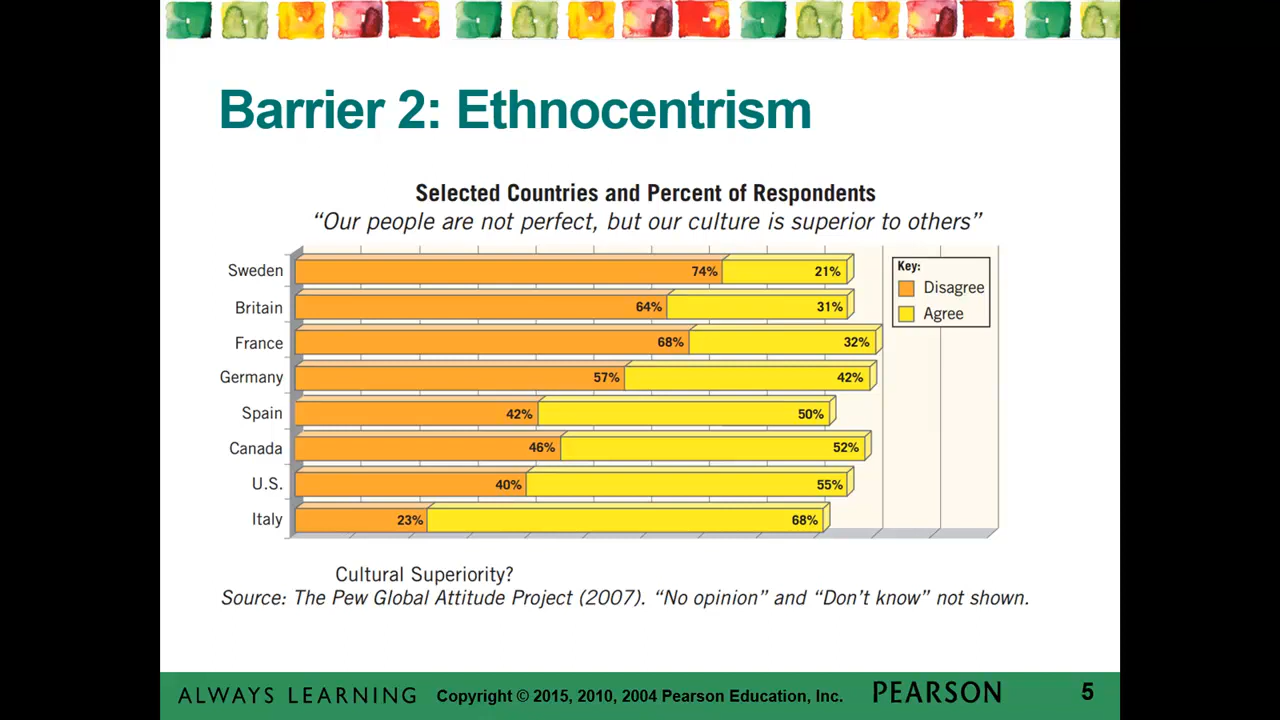 Barrier 2: Ethnocentrism
Selected Countries and Percent of Respondents
“Our people are not perfect, but our culture is superior to others”
Key:
Disagree
Agree
Sweden 74% 21%
Britain 64% 31%
France 68% 32%
Germany 57% 42%
Spain 42% 50%
Canada 46% 52%
U.S. 40% 55%
Italy 23% 68%
Cultural Superiority?
Source: The Pew Global Attitude Project (2007). “No opinion” and “Don’t know” not shown.
ALWAYS LEARNING Copyright © 2015, 2010, 2004 Pearson Education, Inc. PEARSON 5